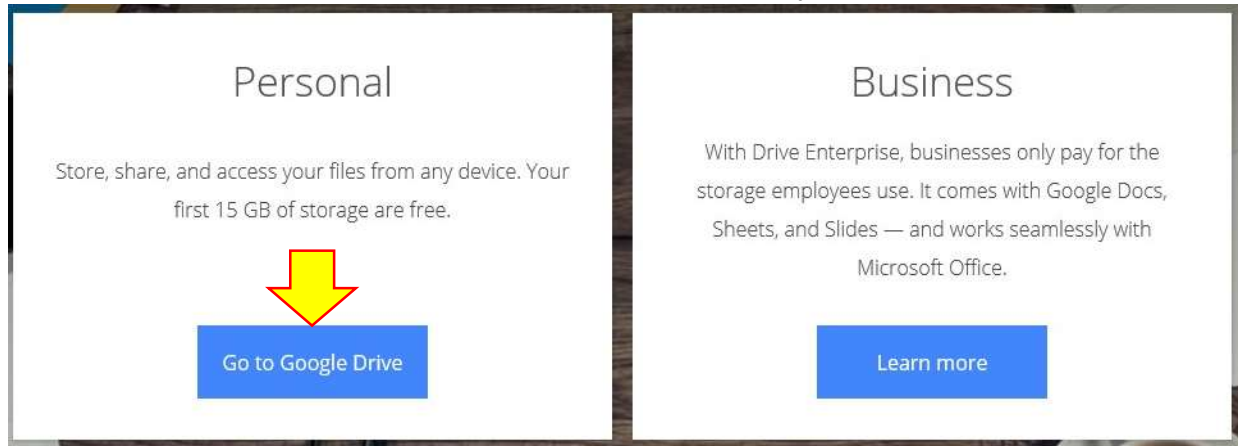 Personal
Store, share, and access your files from any device. Your
first 15 GB of storage are free.
Go to Google Drive
Business
With Drive Enterprise, businesses only pay for the
storage employees use. It comes with Google Docs,
Sheets, and Slides — and works seamlessly with
Microsoft Office.
Learn more